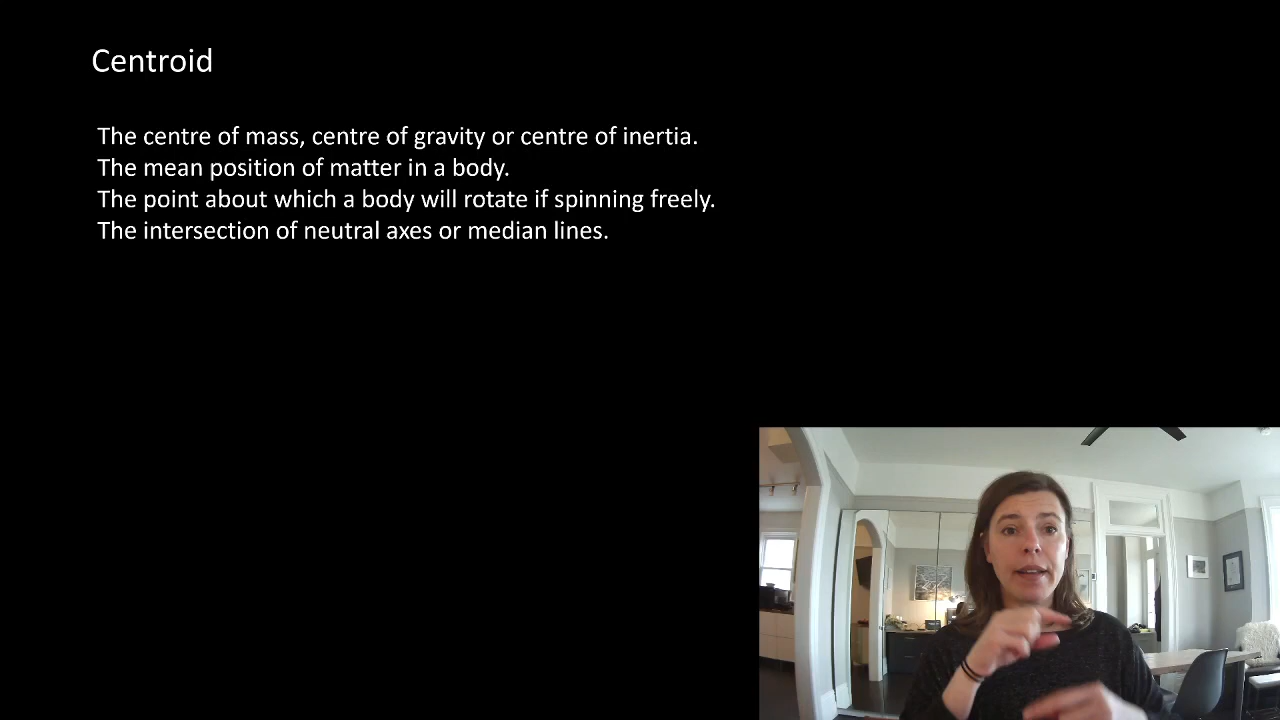 Centroid
The centre of mass, centre of gravity or centre of inertia.
The mean position of matter in a body.
The point about which a body will rotate if spinning freely.
The intersection of neutral axes or median lines.